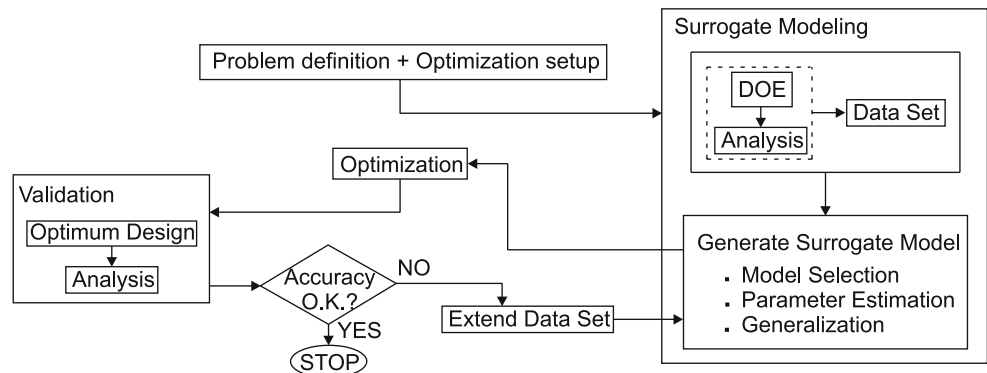 Problem definition + Optimization setup
Surrogate Modeling
DOE
Analysis
Data Set
Generate Surrogate Model
▪ Model Selection
▪ Parameter Estimation
▪ Generalization
Optimization
Validation
Optimum Design
Analysis
Accuracy
O.K.?
NO
YES
STOP
Extend Data Set